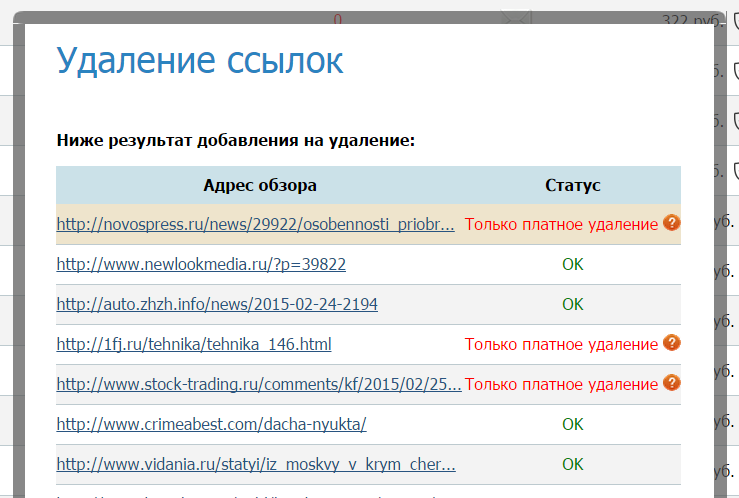 0 322 руб.
Удаление ссылок
Ниже результат добавления на удаление:
Адрес обзора Статус
http://novospress.ru/news/29922/osobennosti_priobr... Только платное удаление ?
http://www.newlookmedia.ru/?p=39822 OK
http://auto.zhzh.info/news/2015-02-24-2194 OK
http://1fj.ru/tehnika/tehnika_146.html Только платное удаление ?
http://www.stock-trading.ru/comments/kf/2015/02/25... Только платное удаление ?
http://www.crimeabest.com/dacha-nyukta/ OK
http://www.vidania.ru/statyi/iz_moskvy_v_krym_cher... OK